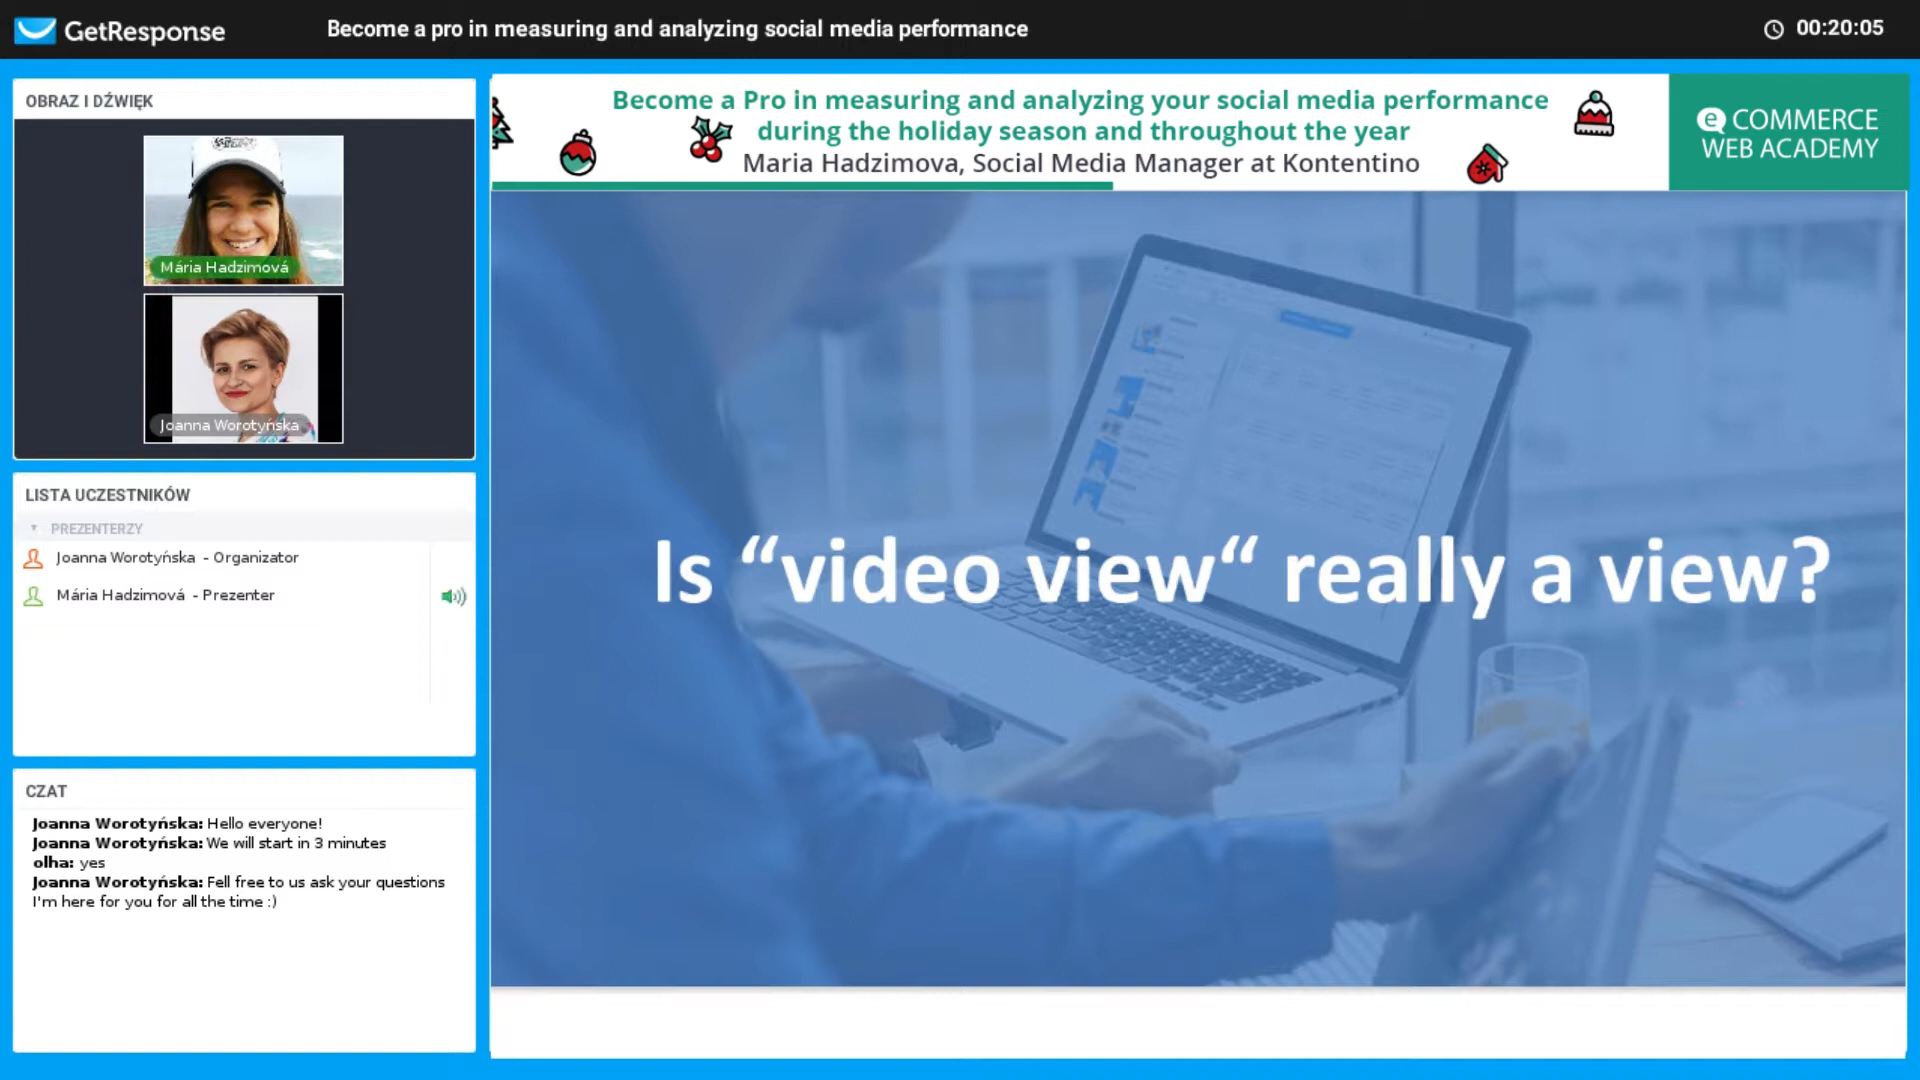 GetResponse
Become a pro in measuring and analyzing social media performance
00:20:05
OBRAZ I DŹWIĘK
Mária Hadzimová
Joanna Worotyńska
LISTA UCZESTNIKÓW
PREZENTERZY
Joanna Worotyńska - Organizator
Mária Hadzimová - Prezenter
CZAT
Joanna Worotyńska: Hello everyone!
Joanna Worotyńska: We will start in 3 minutes
olha: yes
Joanna Worotyńska: Fell free to us ask your questions
I'm here for you for all the time :)
Become a Pro in measuring and analyzing your social media performance
during the holiday season and throughout the year
Maria Hadzimova, Social Media Manager at Kontentino
e COMMERCE
WEB ACADEMY
Is “video view“ really a view?